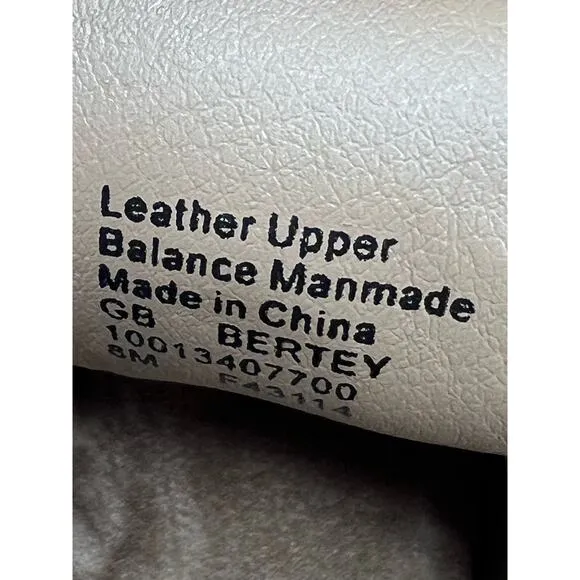 Leather Upper
Balance Manmade
Made in China
GB BERTEY
10013407700
8M F43114